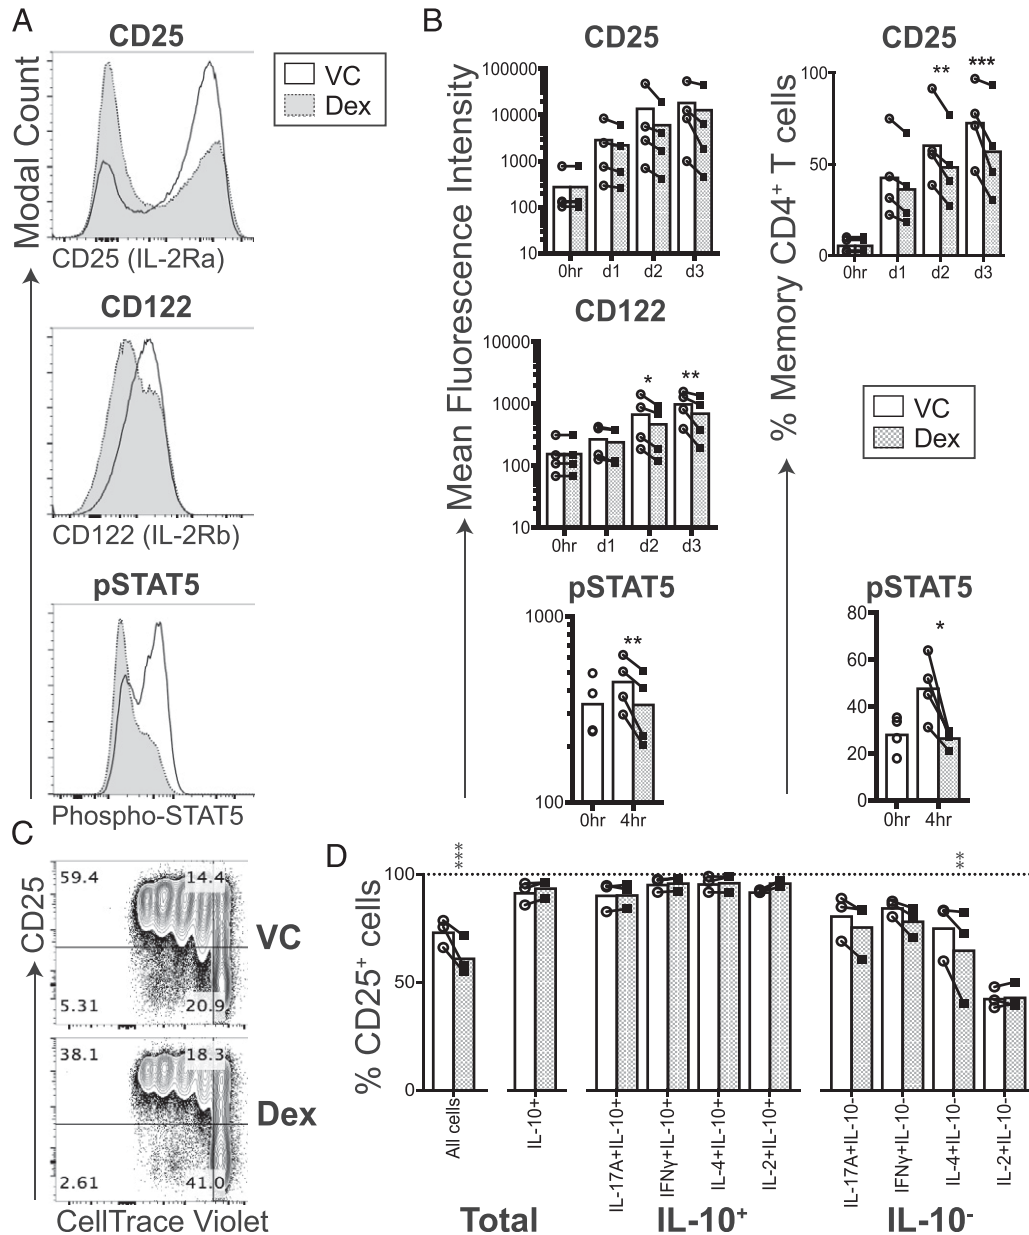 A
CD25
Modal Count
VC
Dex
CD25 (IL-2Ra)
CD122
CD122 (IL-2Rb)
pSTAT5
Phospho-STAT5
B
Mean Fluorescence Intensity
CD25
100000
10000
1000
100
10
0hr d1 d2 d3
CD122
10000
1000
100
10
* **
0hr d1 d2 d3
pSTAT5
1000
100
**
0hr 4hr
% Memory CD4+ T cells
CD25
100
50
0
** ***
0hr d1 d2 d3
VC
Dex
pSTAT5
80
60
40
20
0
*
0hr 4hr
C
CD25
59.4 14.4
5.31 20.9
VC
38.1 18.3
2.61 41.0
Dex
CellTrace Violet
D
% CD25+ cells
100
50
0
*** **
All cells
IL-10+
IL-17A+IL-10+
IFNγ+IL-10+
IL-4+IL-10+
IL-2+IL-10+
IL-17A+IL-10-
IFNγ+IL-10-
IL-4+IL-10-
IL-2+IL-10-
Total IL-10+ IL-10-